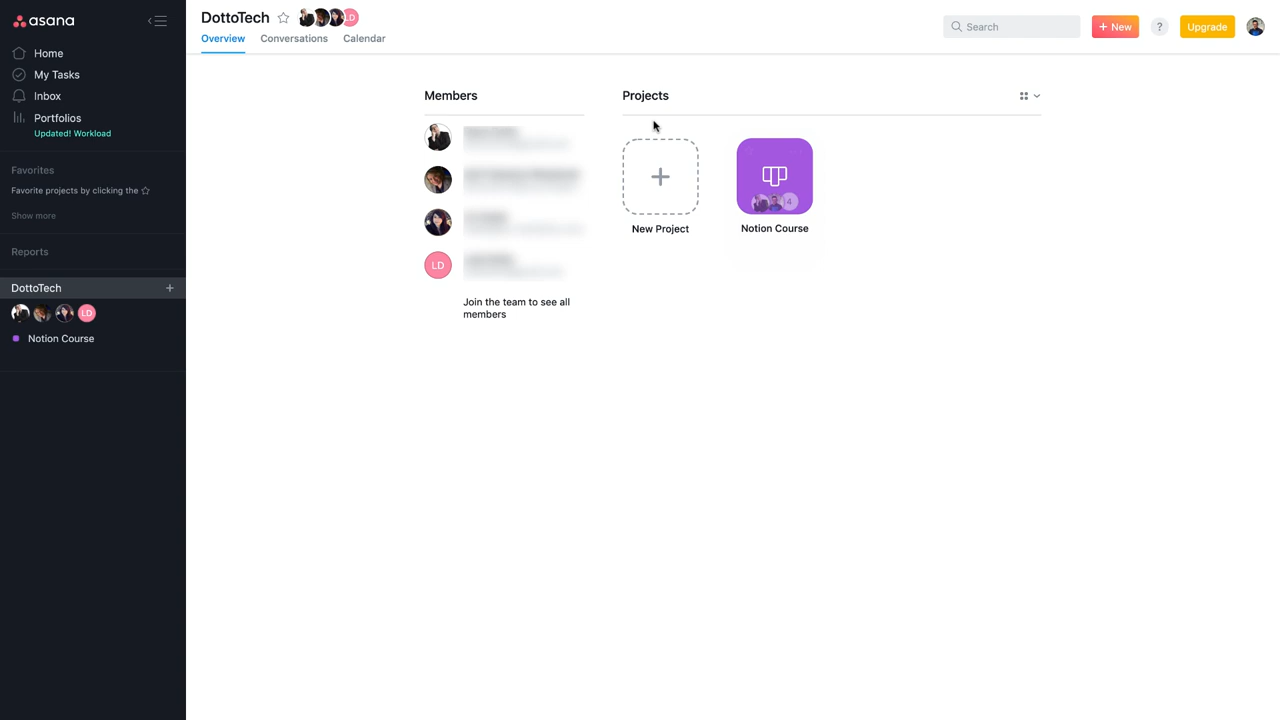 asana
Home
My Tasks
Inbox
Portfolios
Updated! Workload
Favorites
Favorite projects by clicking the
Show more
Reports
DottoTech
LD
Notion Course
DottoTech
LD
Overview
Conversations
Calendar
Search
+ New
?
Upgrade
Members
LD
Join the team to see all
members
Projects
New Project
4
Notion Course